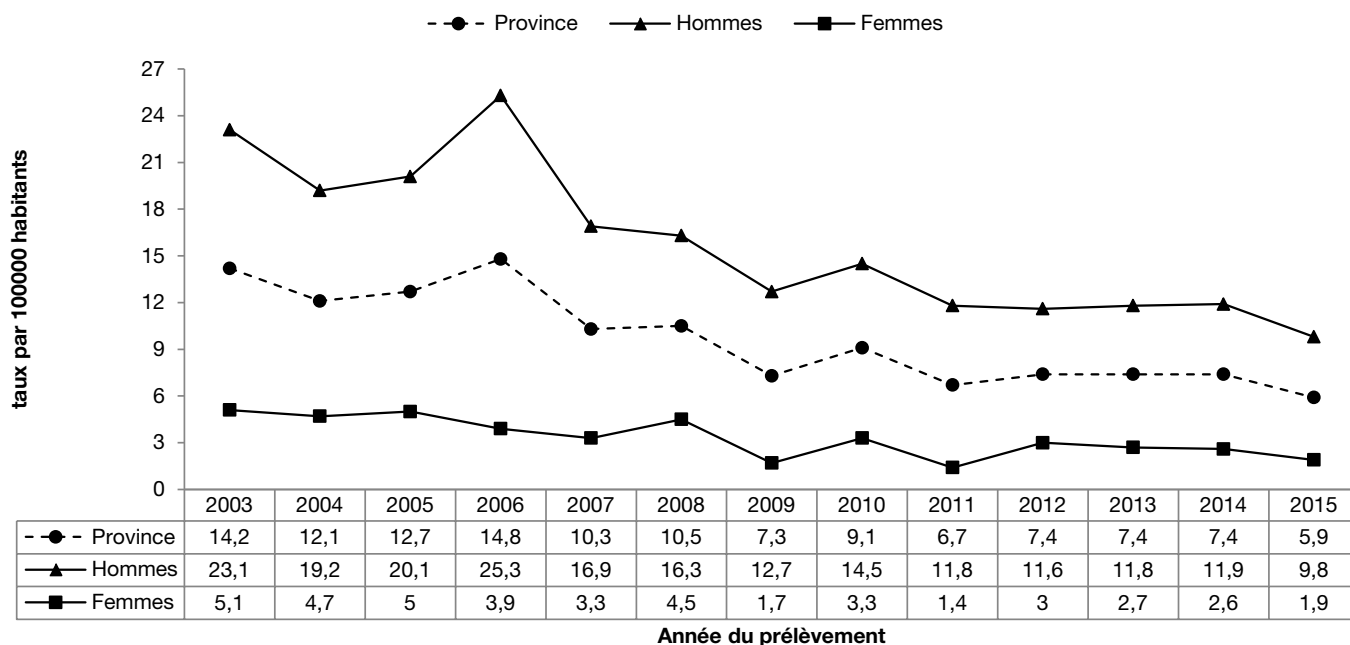 Province Hommes Femmes
27
24
21
18
15
12
9
6
3
0
taux par 100000 habitants
2003 2004 2005 2006 2007 2008 2009 2010 2011 2012 2013 2014 2015
Province 14,2 12,1 12,7 14,8 10,3 10,5 7,3 9,1 6,7 7,4 7,4 7,4 5,9
Hommes 23,1 19,2 20,1 25,3 16,9 16,3 12,7 14,5 11,8 11,6 11,8 11,9 9,8
Femmes 5,1 4,7 5 3,9 3,3 4,5 1,7 3,3 1,4 3 2,7 2,6 1,9
Année du prélèvement